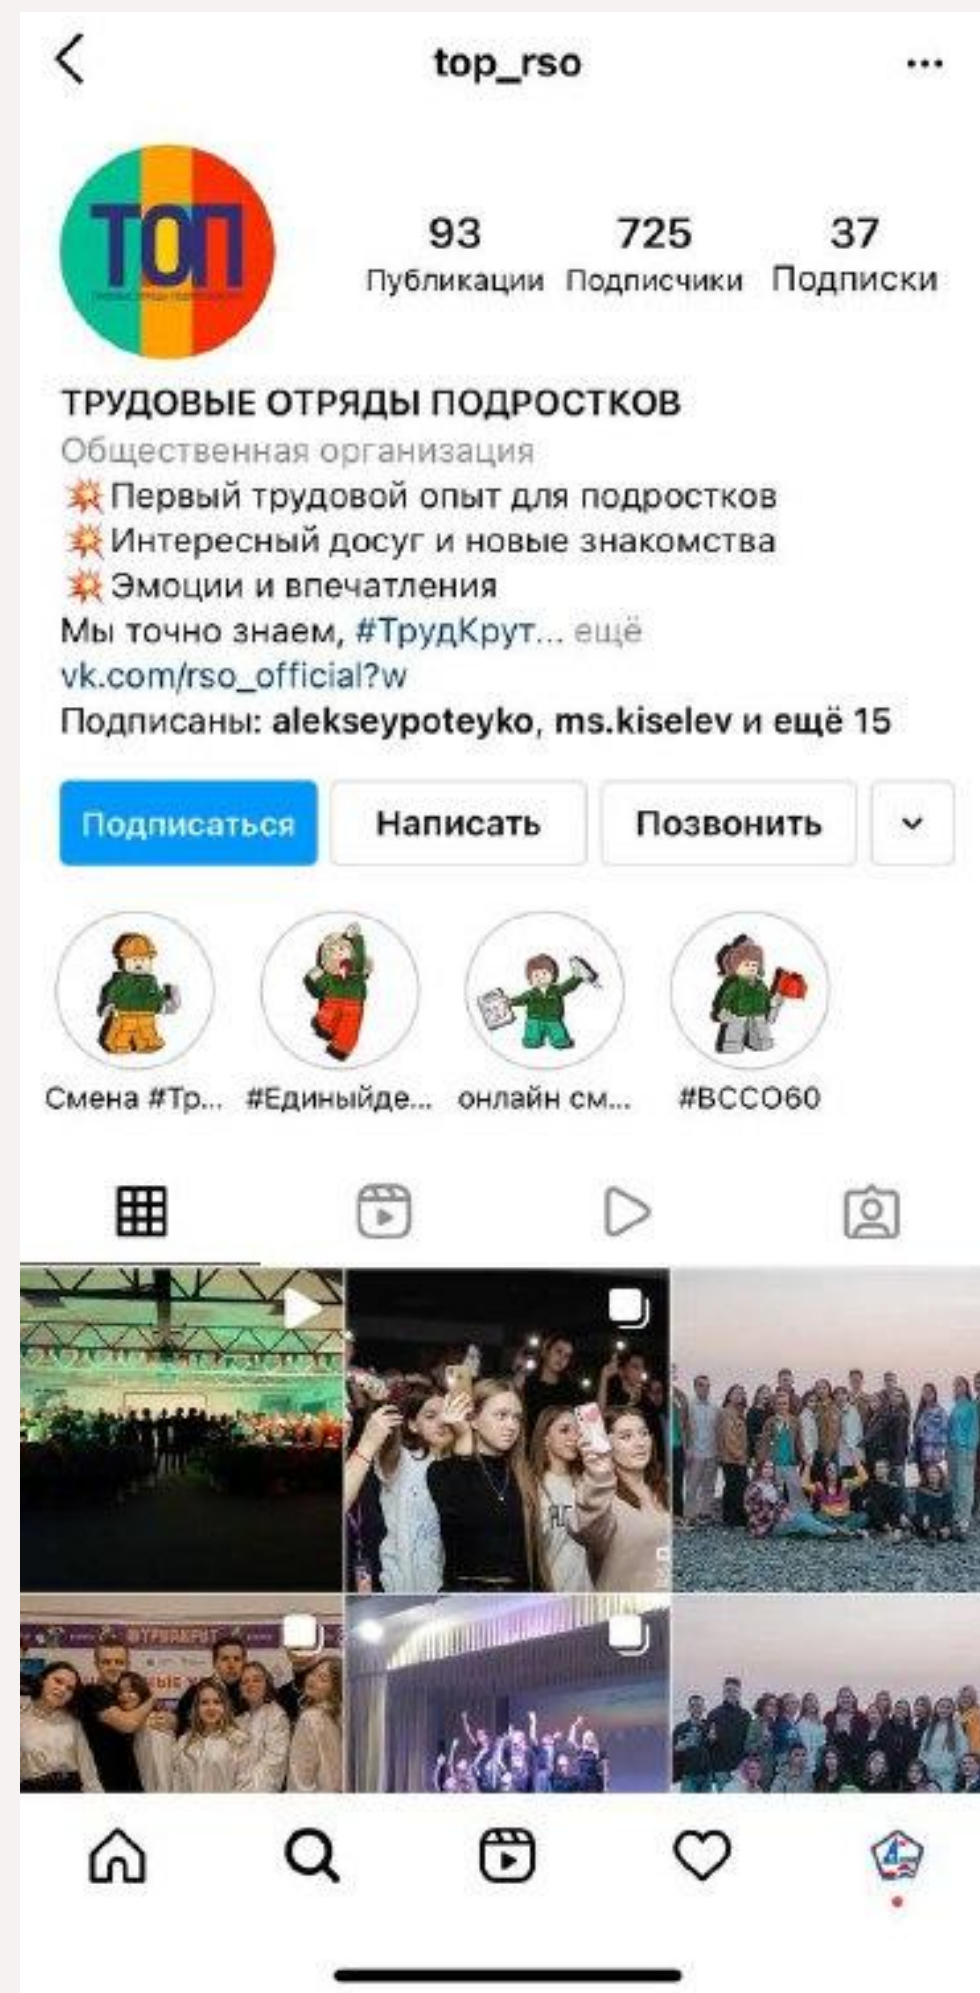 top_rso
ТОП
93 725 37
Публикации Подписчики Подписки
ТРУДОВЫЕ ОТРЯДЫ ПОДРОСТКОВ
Общественная организация
💥Первый трудовой опыт для подростков
💥Интересный досуг и новые знакомства
💥Эмоции и впечатления
Мы точно знаем, #ТрудКрут... ещё
vk.com/rso_official?w
Подписаны: alekseypoteyko, ms.kiselev и ещё 15
Подписаться Написать Позвонить
Смена #Тр... #Единыйде... онлайн см... #ВССО60
#ТРУДКРУТ